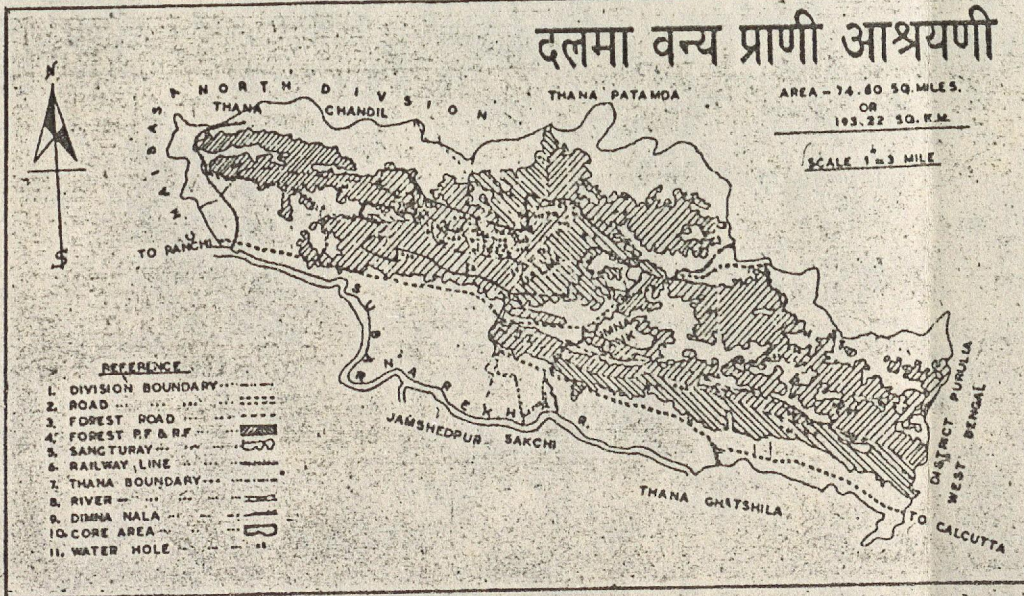 दलमा वन्य प्राणी आश्रयणी
AREA - 74.60 SQ. MILES.
OR
193.22 SQ. K.M.
SCALE 1" = 3 MILE
N
S
NORTH DIVSION
THANA CHANDIL
THANA PATAMDA
TO RANCHI
SUBARNAREKHA R.
DIMNA
JAMSHEDPUR SAKCHI
THANA GHATSHILA
DISTRICT PURULIA
WEST BENGAL
TO CALCUTTA
REFERENCE
1. DIVISION BOUNDARY
2. ROAD
3. FOREST ROAD
4. FOREST P.F & R.F
5. SANCTURAY
6. RAILWAY LINE
7. THANA BOUNDARY
8. RIVER
9. DIMNA NALA
10. CORE AREA
11. WATER HOLE